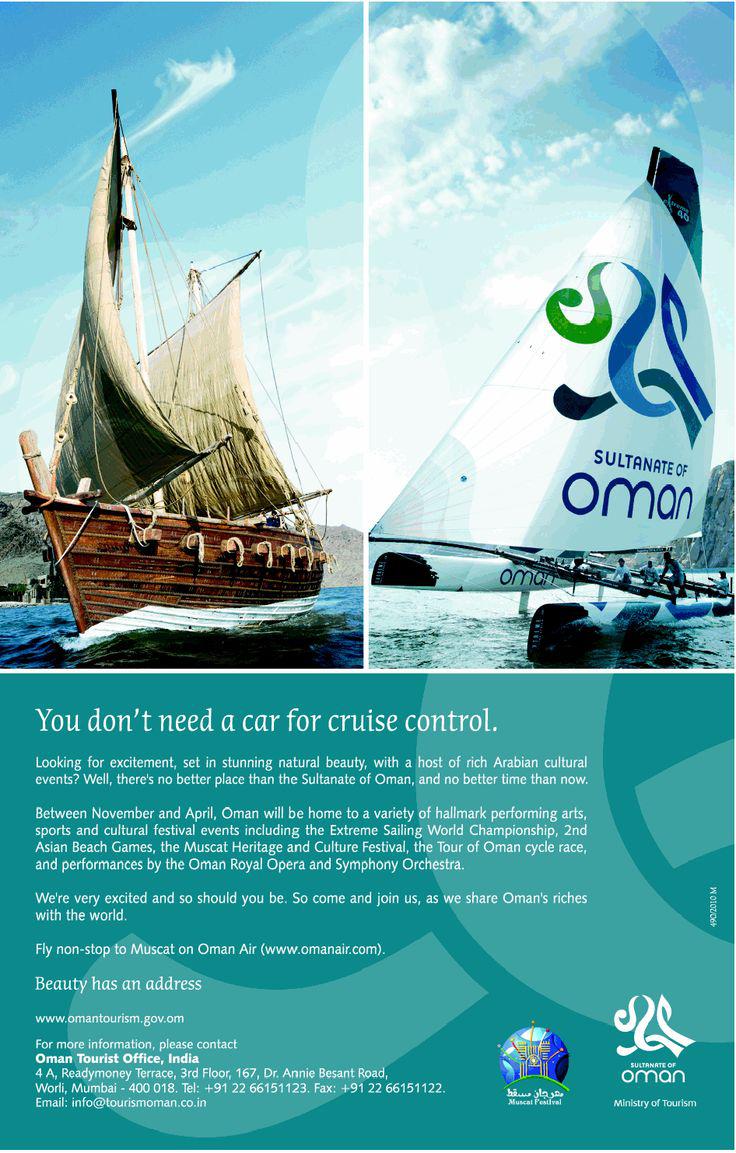 Extreme
40
SULTANATE OF
oman
oman
You don't need a car for cruise control.
Looking for excitement, set in stunning natural beauty, with a host of rich Arabian cultural
events? Well, there's no better place than the Sultanate of Oman, and no better time than now.
Between November and April, Oman will be home to a variety of hallmark performing arts,
sports and cultural festival events including the Extreme Sailing World Championship, 2nd
Asian Beach Games, the Muscat Heritage and Culture Festival, the Tour of Oman cycle race,
and performances by the Oman Royal Opera and Symphony Orchestra.
We're very excited and so should you be. So come and join us, as we share Oman's riches
with the world.
Fly non-stop to Muscat on Oman Air (www.omanair.com).
Beauty has an address
www.omantourism.gov.om
For more information, please contact
Oman Tourist Office, India
4 A, Readymoney Terrace, 3rd Floor, 167, Dr. Annie Besant Road,
Worli, Mumbai - 400 018. Tel: +91 22 66151123. Fax: +91 22 66151122.
Email: info@tourismoman.co.in
مهرجان مسقط
Muscat Festival
SULTANATE OF
oman
Ministry of Tourism
490/2010 M